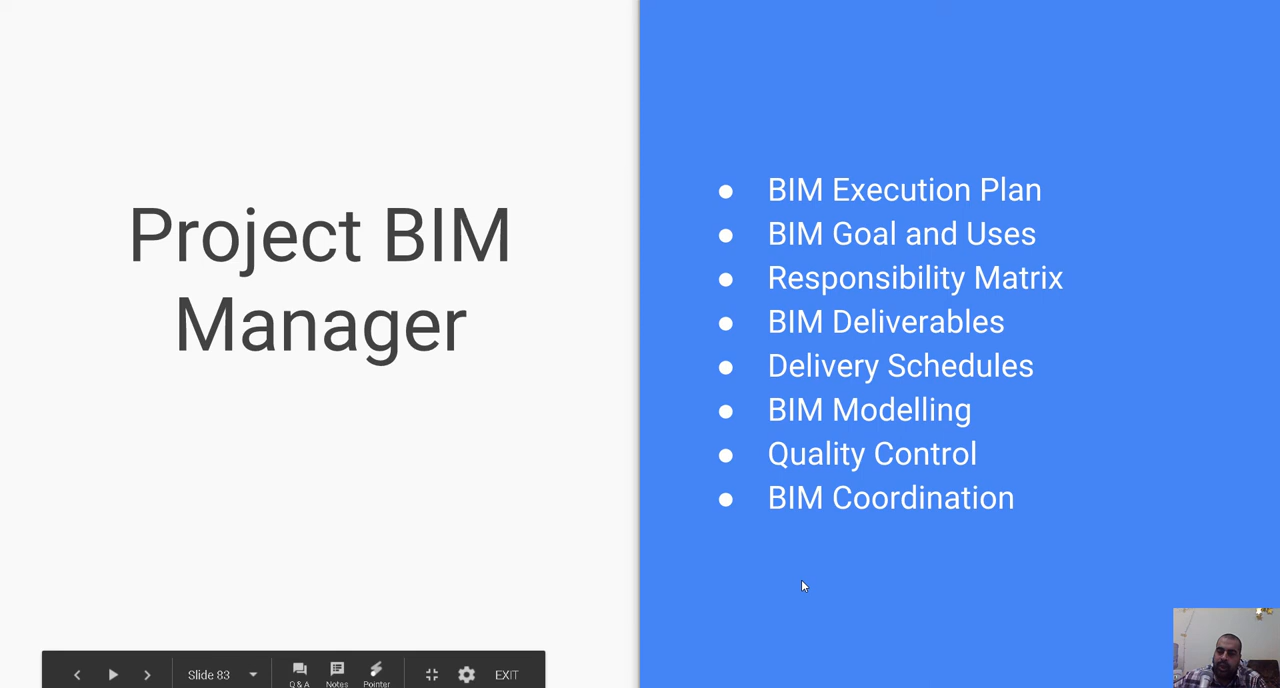 Project BIM
Manager
● BIM Execution Plan
● BIM Goal and Uses
● Responsibility Matrix
● BIM Deliverables
● Delivery Schedules
● BIM Modelling
● Quality Control
● BIM Coordination
Slide 83
Q & A
Notes
Pointer
EXIT